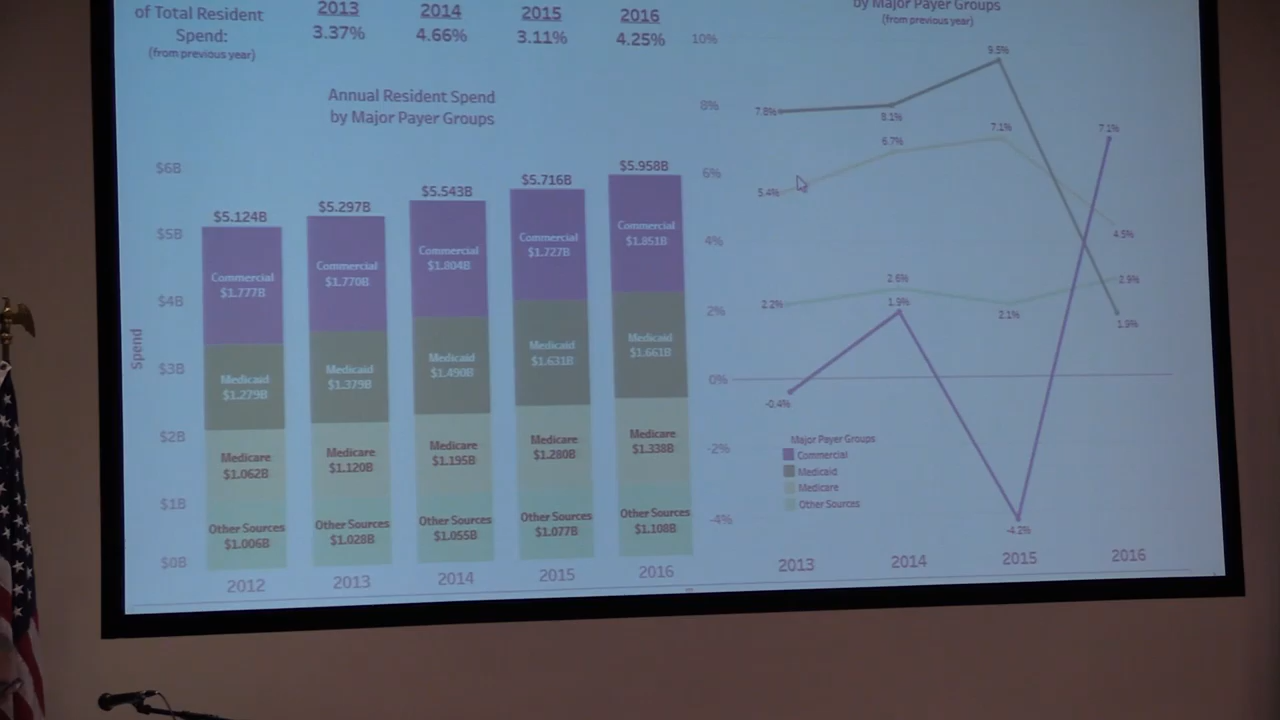 of Total Resident
Spend:
(from previous year)
2013 2014 2015 2016
3.37% 4.66% 3.11% 4.25%
Annual Resident Spend
by Major Payer Groups
$6B
$5B
$4B
$3B
$2B
$1B
$0B
Spend
$5.124B
Commercial
$1.777B
Medicaid
$1.279B
Medicare
$1.062B
Other Sources
$1.006B
2012
$5.297B
Commercial
$1.770B
Medicaid
$1.379B
Medicare
$1.120B
Other Sources
$1.028B
2013
$5.543B
Commercial
$1.804B
Medicaid
$1.490B
Medicare
$1.195B
Other Sources
$1.055B
2014
$5.716B
Commercial
$1.727B
Medicaid
$1.631B
Medicare
$1.280B
Other Sources
$1.077B
2015
$5.958B
Commercial
$1.851B
Medicaid
$1.661B
Medicare
$1.338B
Other Sources
$1.108B
2016
by Major Payer Groups
(from previous year)
10%
8%
6%
4%
2%
0%
-2%
-4%
7.8% 8.1% 9.5% 1.9%
5.4% 6.7% 7.1% 4.5%
2.2% 2.6% 2.1% 2.9%
-0.4% 1.9% -4.2% 7.1%
Major Payer Groups
Commercial
Medicaid
Medicare
Other Sources
2013 2014 2015 2016